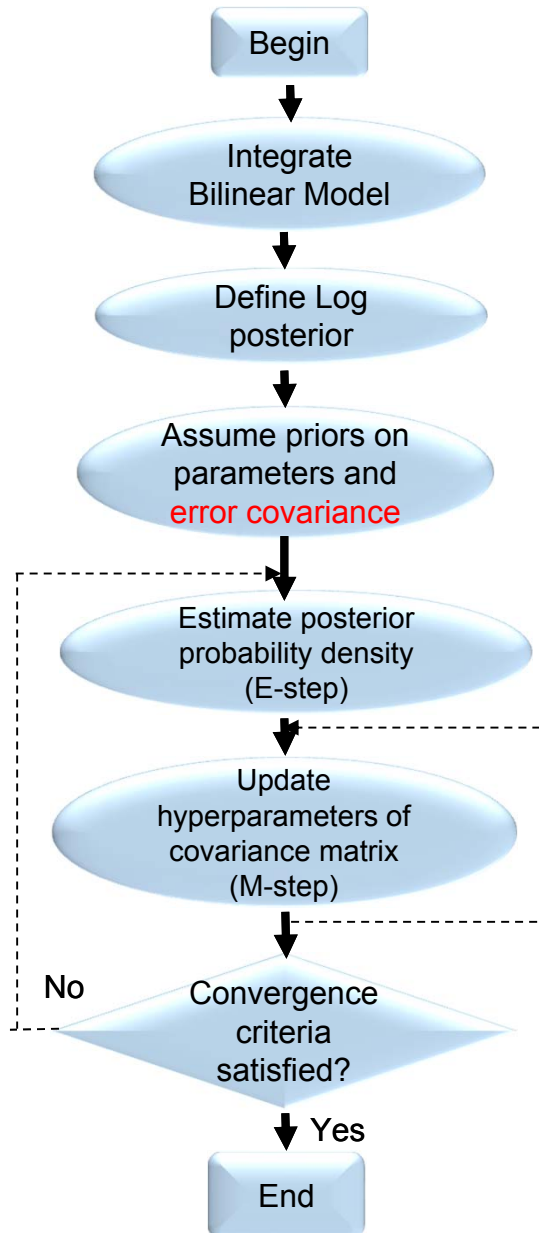 Begin
Integrate
Bilinear Model
Define Log
posterior
Assume priors on
parameters and
error covariance
Estimate posterior
probability density
(E-step)
Update
hyperparameters of
covariance matrix
(M-step)
No
Convergence
criteria
satisfied?
Yes
End